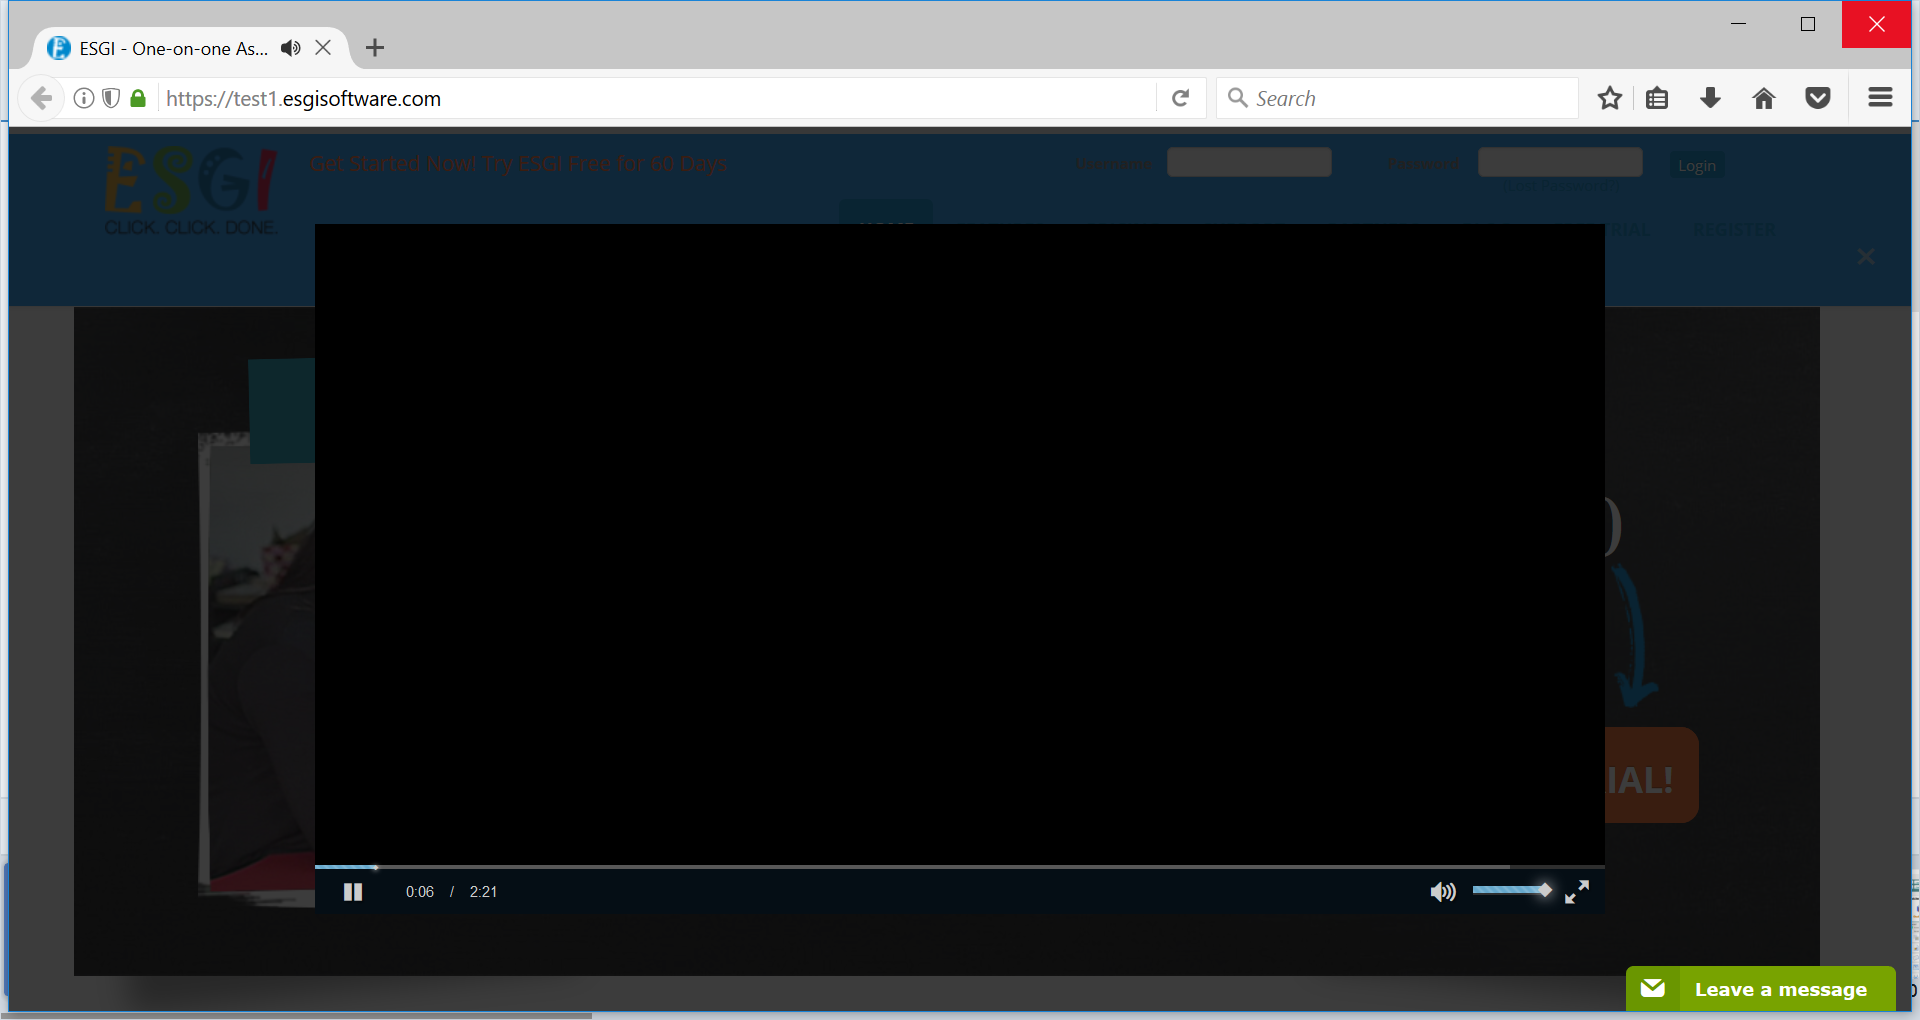 ESGI - One-on-one As...
https://test1.esgisoftware.com
Search
ESGI
CLICK. CLICK. DONE.
Get Started Now! Try ESGI Free for 60 Days
Username
Password
Login
RIAL
REGISTER
)
IAL!
0:06 / 2:21
Leave a message